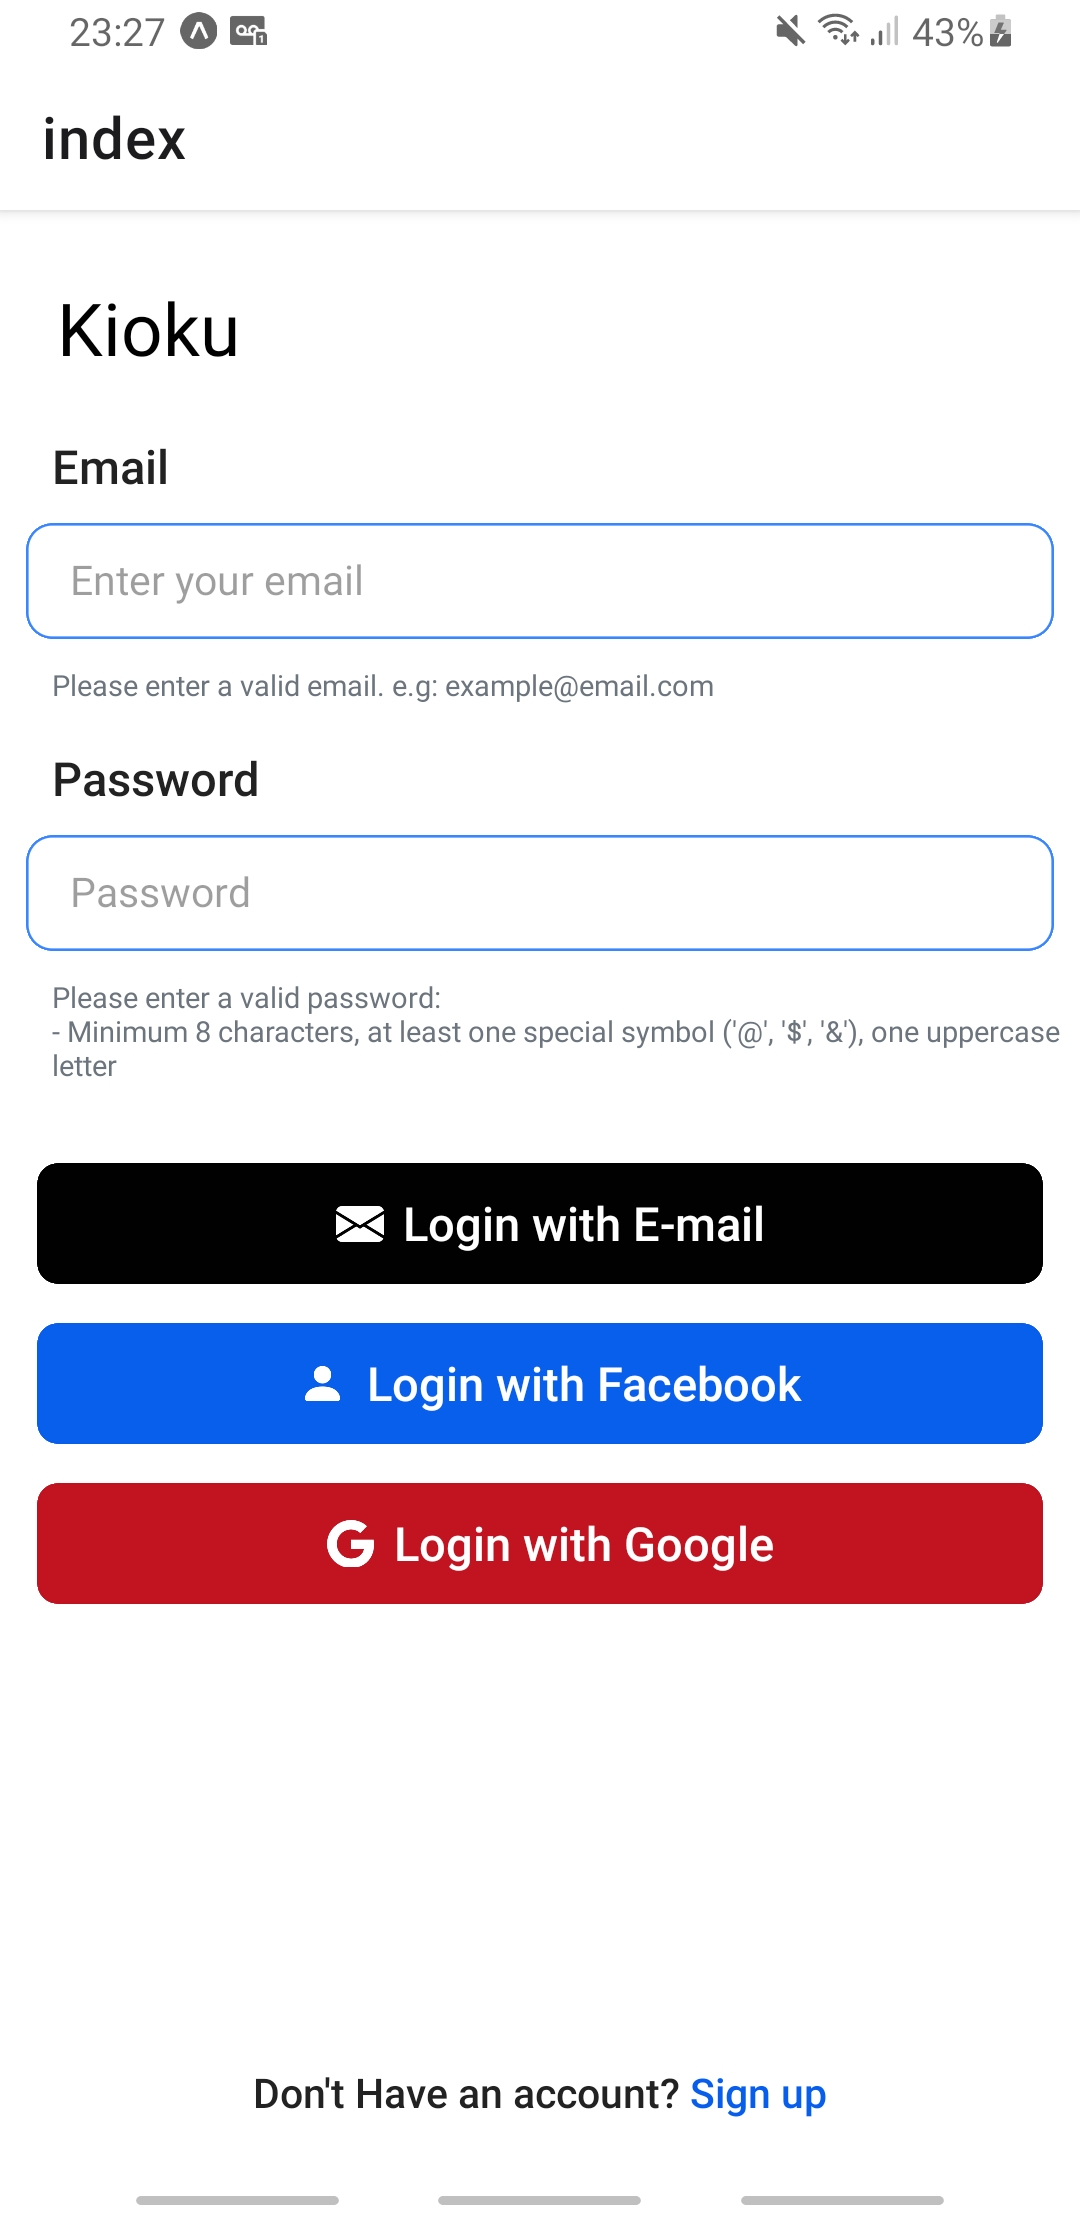 23:27 43%
index
Kioku
Email
Enter your email
Please enter a valid email. e.g: example@email.com
Password
Password
Please enter a valid password:
- Minimum 8 characters, at least one special symbol ('@', '$', '&'), one uppercase
letter
Login with E-mail
Login with Facebook
Login with Google
Don't Have an account? Sign up